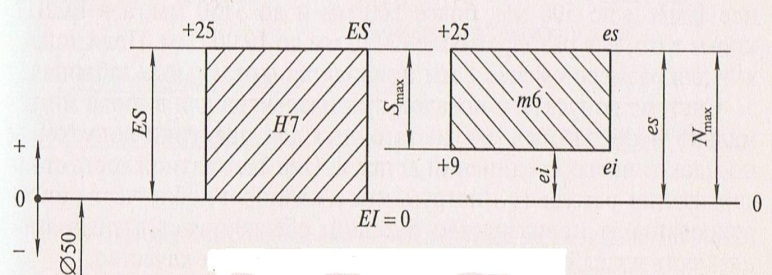 +25 ES +25 es
ES H7 Smax m6 es Nmax
+9 ei ei
+
0 0
EI = 0
–
Ø50